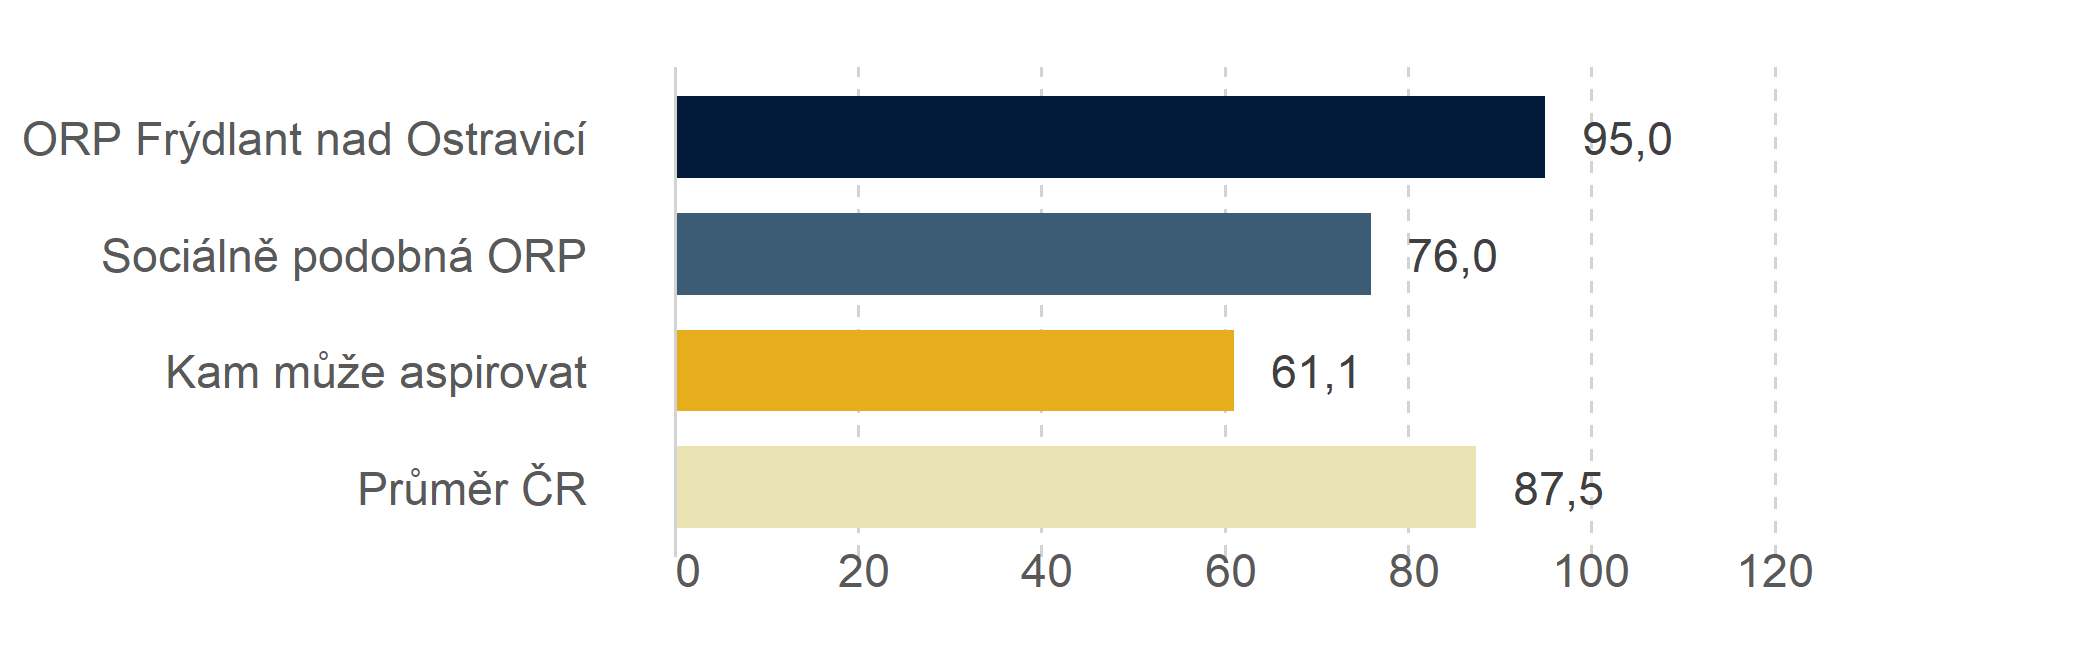 ORP Frýdlant nad Ostravicí
95,0
Sociálně podobná ORP
76,0
Kam může aspirovat
61,1
Průměr ČR
87,5
0 20 40 60 80 100 120